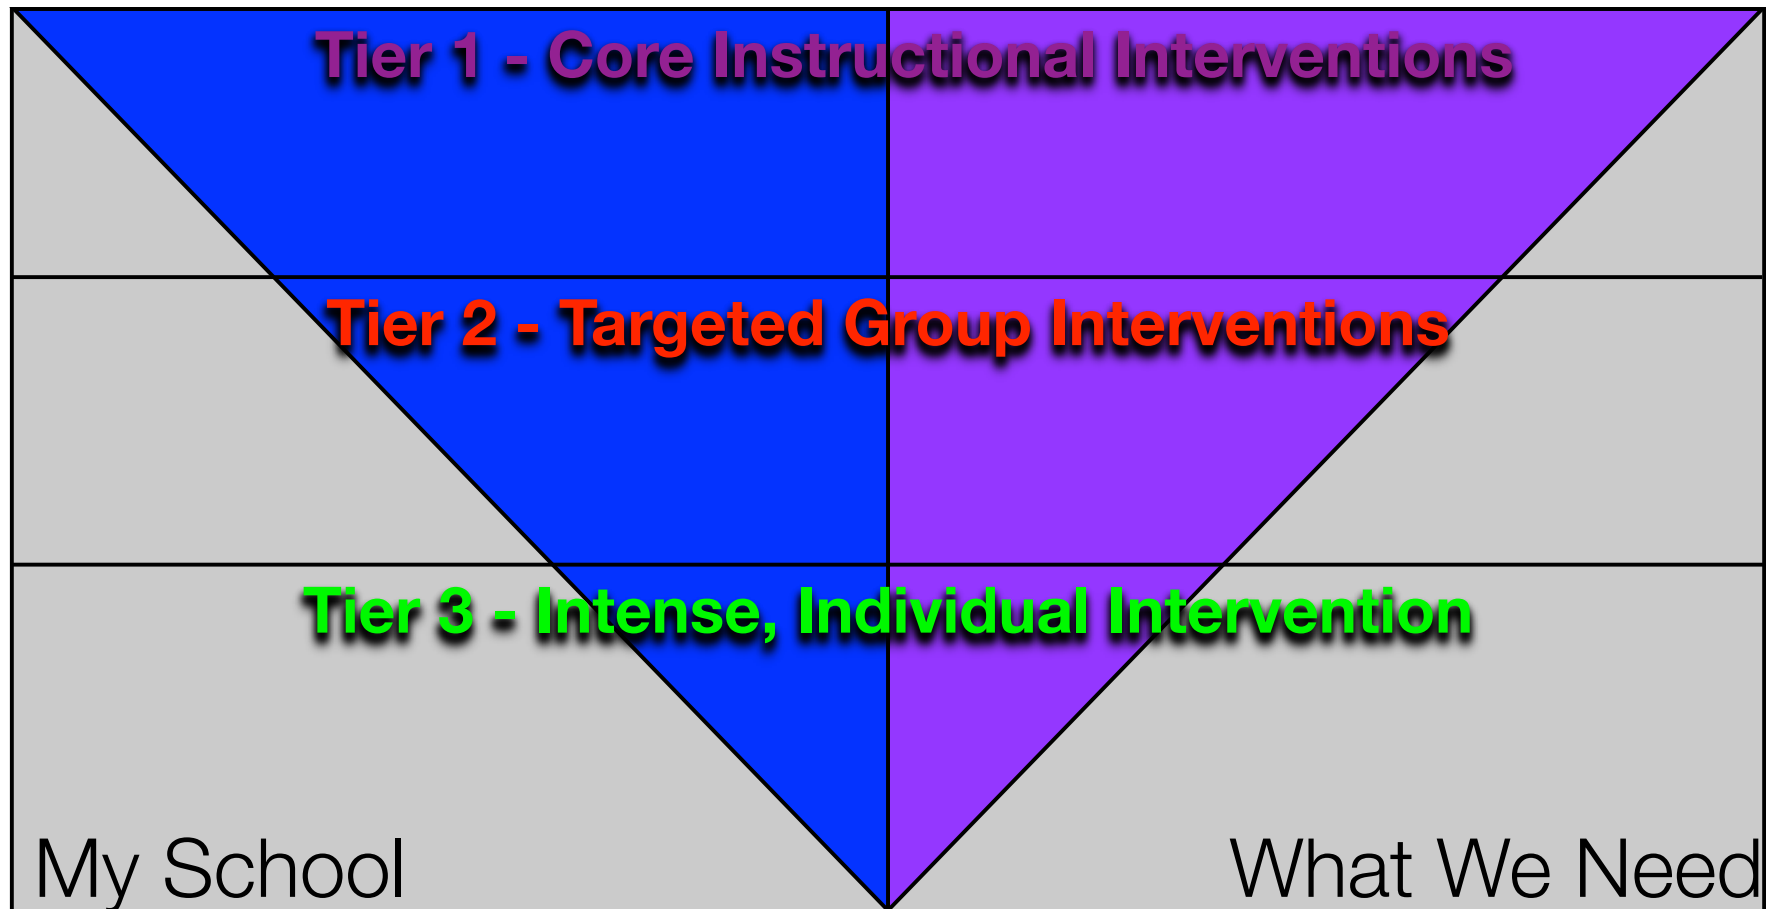 Tier 1 - Core Instructional Interventions
Tier 2 - Targeted Group Interventions
Tier 3 - Intense, Individual Intervention
My School
What We Need